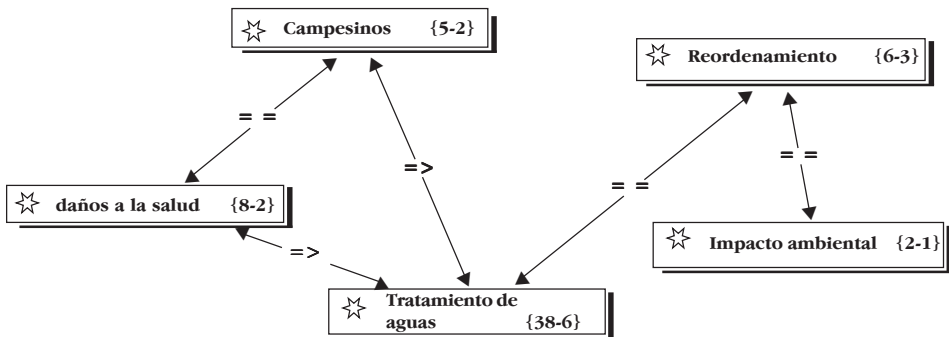 Campesinos {5-2}
Reordenamiento {6-3}
= =
=>
= =
= =
daños a la salud {8-2}
Impacto ambiental {2-1}
=>
Tratamiento de
aguas {38-6}